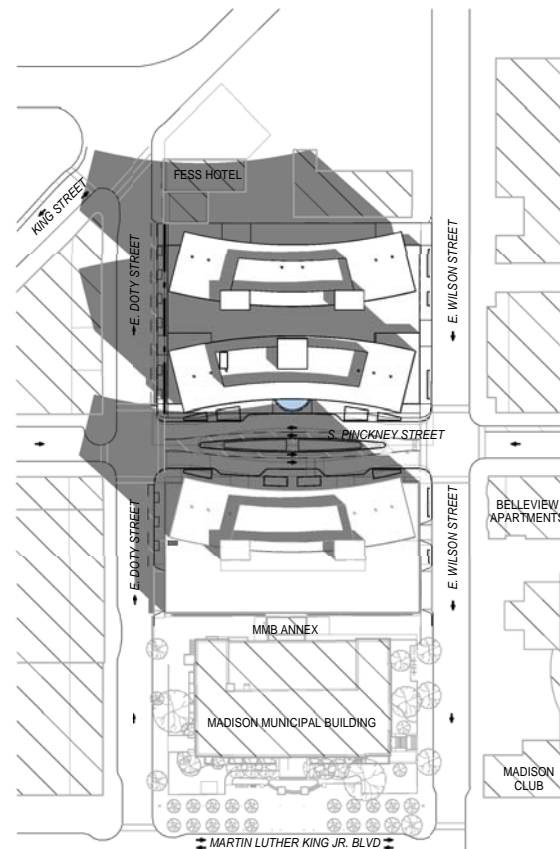 FESS HOTEL
KING STREET
E. DOTY STREET
E. WILSON STREET
S. PINCKNEY STREET
BELLEVIEW
APARTMENTS
E. DOTY STREET
E. WILSON STREET
MMB ANNEX
MADISON MUNICIPAL BUILDING
MADISON
CLUB
MARTIN LUTHER KING JR. BLVD